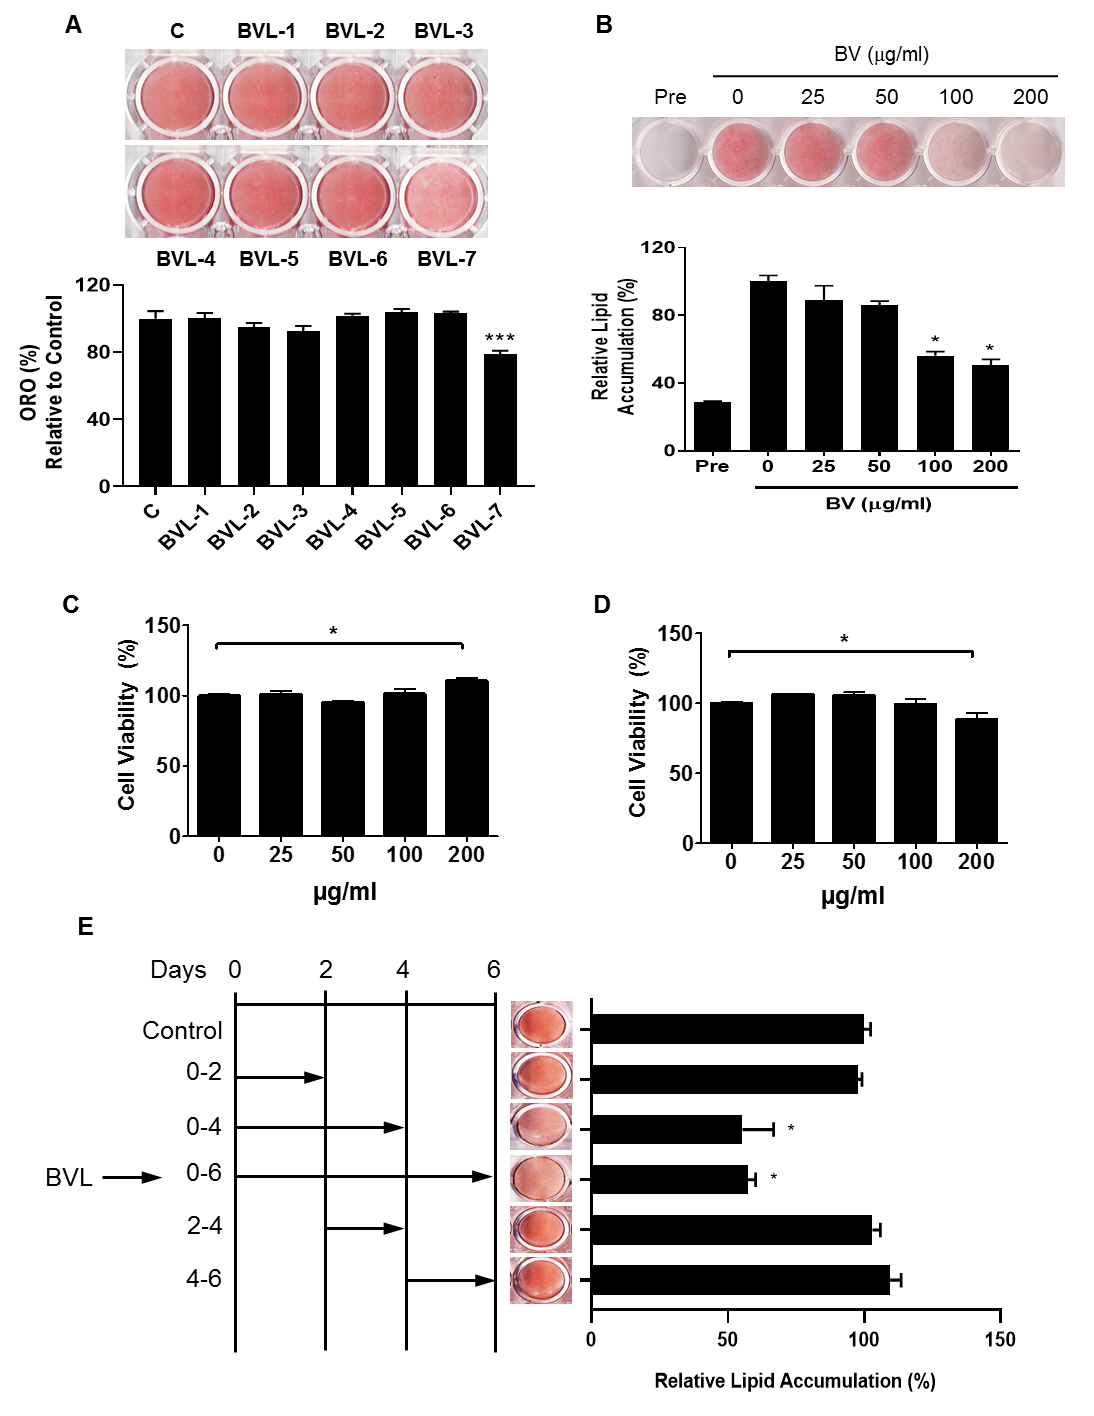 A
C BVL-1 BVL-2 BVL-3
BVL-4 BVL-5 BVL-6 BVL-7
ORO (%)
Relative to Control
120
80
40
0
***
C BVL-1 BVL-2 BVL-3 BVL-4 BVL-5 BVL-6 BVL-7
B
BV (μg/ml)
Pre 0 25 50 100 200
Relative Lipid
Accumulation (%)
120
80
40
0
* *
Pre 0 25 50 100 200
BV (μg/ml)
C
Cell Viability (%)
150
100
50
0
*
0 25 50 100 200
μg/ml
D
Cell Viability (%)
150
100
50
0
*
0 25 50 100 200
μg/ml
E
Days 0 2 4 6
Control
0-2
0-4 *
BVL 0-6 *
2-4
4-6
0 50 100 150
Relative Lipid Accumulation (%)